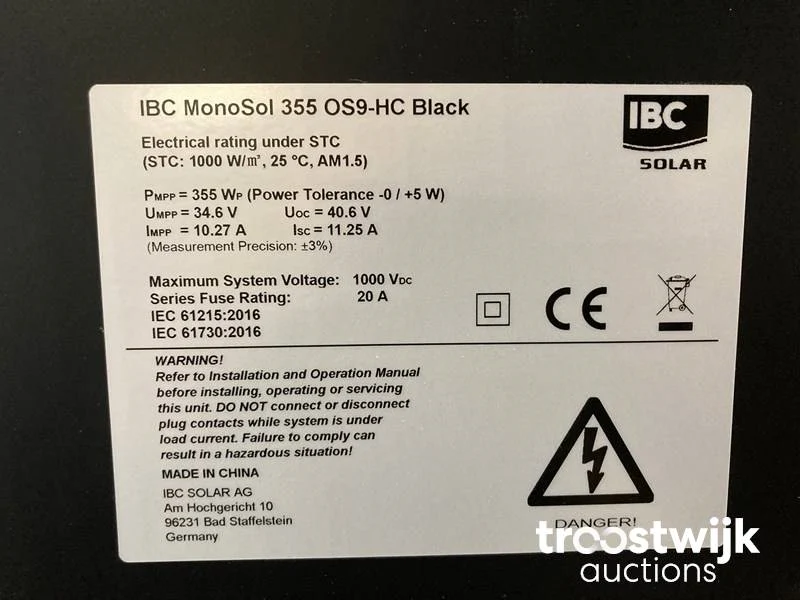 IBC MonoSol 355 OS9-HC Black
IBC
SOLAR
Electrical rating under STC
(STC: 1000 W/㎡, 25 °C, AM1.5)
PMPP = 355 WP (Power Tolerance -0 / +5 W)
UMPP = 34.6 V UOC = 40.6 V
IMPP = 10.27 A ISC = 11.25 A
(Measurement Precision: ±3%)
Maximum System Voltage: 1000 VDC
Series Fuse Rating: 20 A
IEC 61215:2016
IEC 61730:2016
CE
WARNING!
Refer to Installation and Operation Manual
before installing, operating or servicing
this unit. DO NOT connect or disconnect
plug contacts while system is under
load current. Failure to comply can
result in a hazardous situation!
MADE IN CHINA
IBC SOLAR AG
Am Hochgericht 10
96231 Bad Staffelstein
Germany
DANGER!
troostwijk
auctions